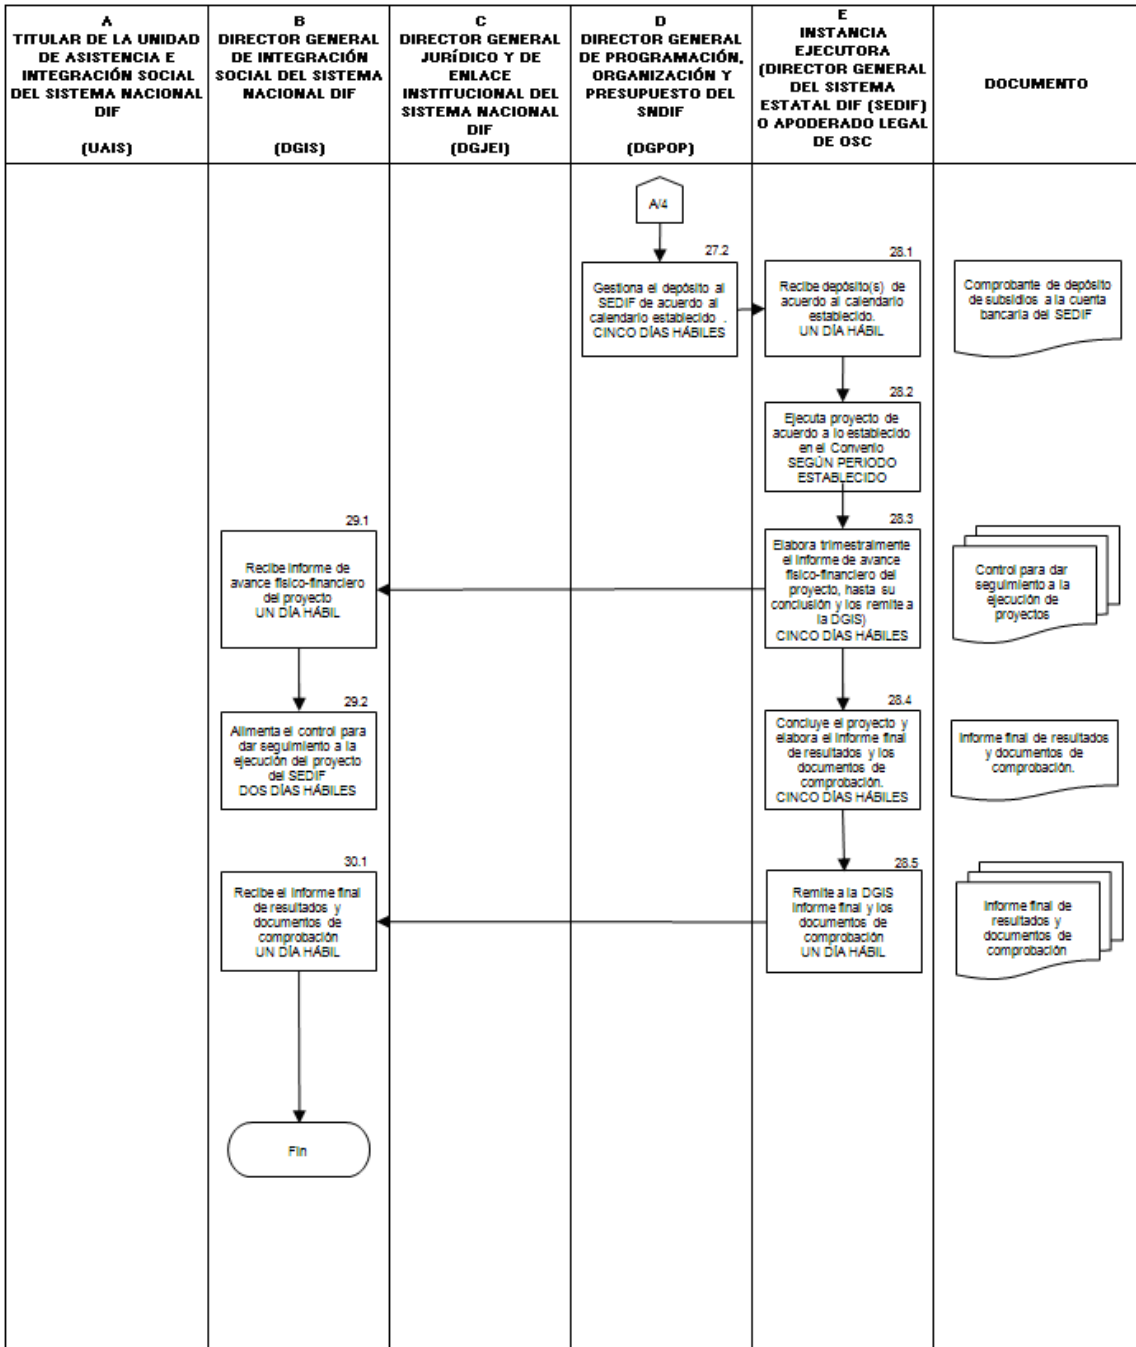 A
TITULAR DE LA UNIDAD
DE ASISTENCIA E
INTEGRACIÓN SOCIAL
DEL SISTEMA NACIONAL
DIF
(UAIS)
B
DIRECTOR GENERAL
DE INTEGRACIÓN
SOCIAL DEL SISTEMA
NACIONAL DIF
(DGIS)
C
DIRECTOR GENERAL
JURÍDICO Y DE
ENLACE
INSTITUCIONAL DEL
SISTEMA NACIONAL
DIF
(DGJEI)
D
DIRECTOR GENERAL
DE PROGRAMACIÓN,
ORGANIZACIÓN Y
PRESUPUESTO DEL
SNDIF
(DGPOP)
E
INSTANCIA
EJECUTORA
(DIRECTOR GENERAL
DEL SISTEMA
ESTATAL DIF (SEDIF)
O APODERADO LEGAL
DE OSC
DOCUMENTO
A/4
27.2
Gestiona el depósito al
SEDIF de acuerdo al
calendario establecido .
CINCO DÍAS HÁBILES
28.1
Recibe depósito(s) de
acuerdo al calendario
establecido.
UN DÍA HÁBIL
Comprobante de depósito
de subsidios a la cuenta
bancaria del SEDIF
28.2
Ejecuta proyecto de
acuerdo a lo establecido
en el Convenio
SEGÚN PERIODO
ESTABLECIDO
29.1
Recibe informe de
avance físico-financiero
del proyecto
UN DÍA HÁBIL
28.3
Elabora trimestralmente
el informe de avance
físico-financiero del
proyecto, hasta su
conclusión y los remite a
la DGIS)
CINCO DÍAS HÁBILES
Control para dar
seguimiento a la
ejecución de
proyectos
29.2
Alimenta el control para
dar seguimiento a la
ejecución del proyecto
del SEDIF
DOS DÍAS HÁBILES
28.4
Concluye el proyecto y
elabora el informe final
de resultados y los
documentos de
comprobación.
CINCO DÍAS HÁBILES
Informe final de resultados
y documentos de
comprobación.
30.1
Recibe el informe final
de resultados y
documentos de
comprobación
UN DÍA HÁBIL
28.5
Remite a la DGIS
informe final y los
documentos de
comprobación
UN DÍA HÁBIL
Informe final de
resultados y
documentos de
comprobación
Fin